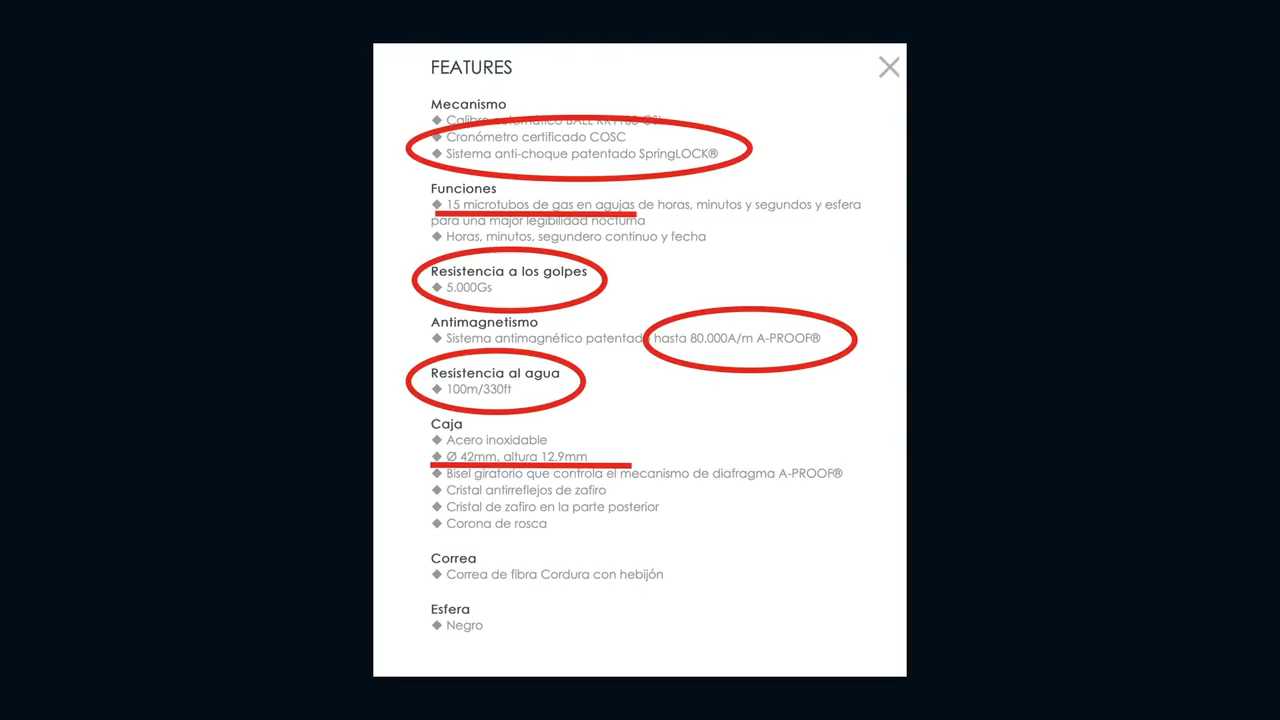 FEATURES
Mecanismo
◆ Calibre automático BALL
◆ Cronómetro certificado COSC
◆ Sistema anti-choque patentado SpringLOCK®
Funciones
◆ 15 microtubos de gas en agujas de horas, minutos y segundos y esfera
para una major legibilidad nocturna
◆ Horas, minutos, segundero continuo y fecha
Resistencia a los golpes
◆ 5.000Gs
Antimagnetismo
◆ Sistema antimagnético patentado hasta 80.000A/m A-PROOF®
Resistencia al agua
◆ 100m/330ft
Caja
◆ Acero inoxidable
◆ Ø 42mm, altura 12.9mm
◆ Bisel giratorio que controla el mecanismo de diafragma A-PROOF®
◆ Cristal antirreflejos de zafiro
◆ Cristal de zafiro en la parte posterior
◆ Corona de rosca
Correa
◆ Correa de fibra Cordura con hebijón
Esfera
◆ Negro